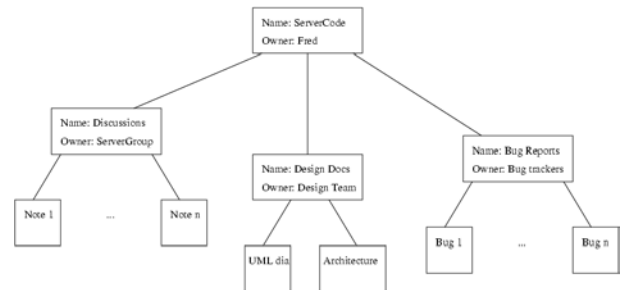 Name: ServerCode
Owner: Fred
Name: Discussions
Owner: ServerGroup
Name: Design Docs
Owner: Design Team
Name: Bug Reports
Owner: Bug trackers
Note 1
...
Note n
UML dia
Architecture
Bug 1
...
Bug n